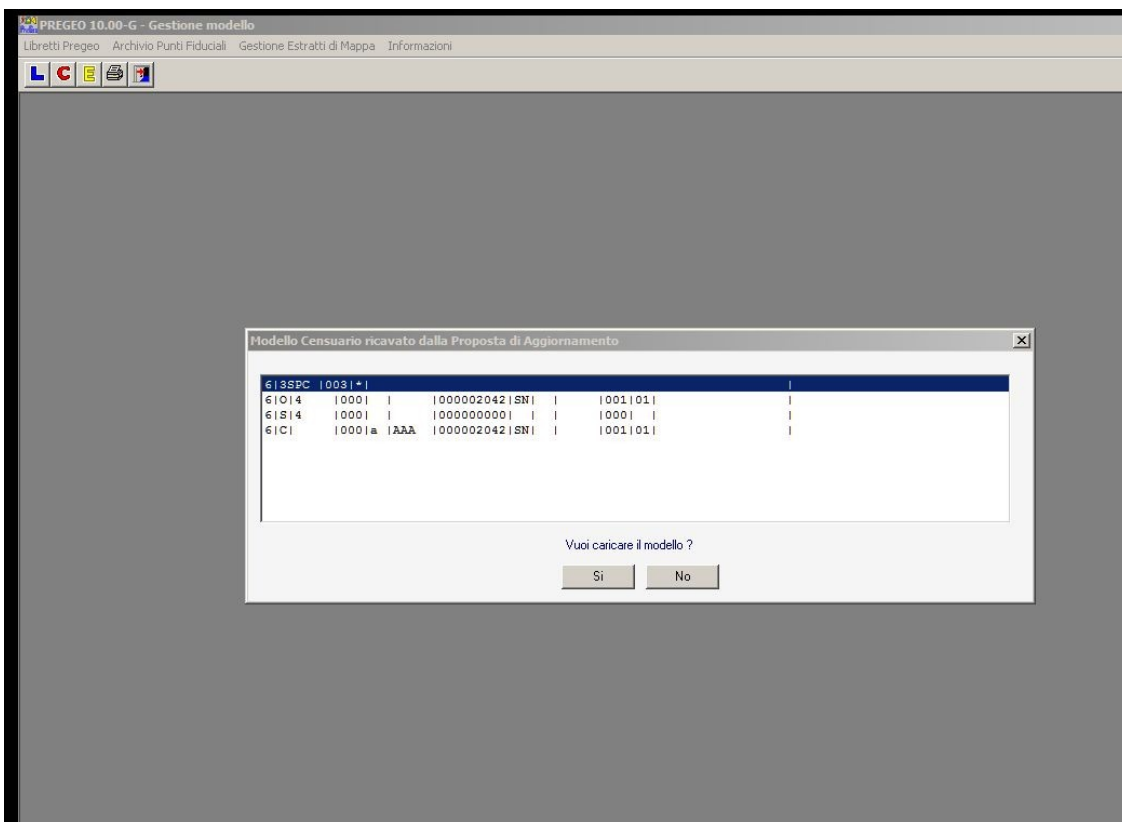 PREGEO 10.00-G - Gestione modello
Libretti Pregeo Archivio Punti Fiduciali Gestione Estratti di Mappa Informazioni
L C E
Modello Censuario ricavato dalla Proposta di Aggiornamento
6|3SPC |003|*| |
6|O|4 |000| | |000002042|SN| | |001|01| |
6|S|4 |000| | |000000000| | | |000| | |
6|C| |000|a |AAA |000002042|SN| | |001|01| |
Vuoi caricare il modello ?
Si No